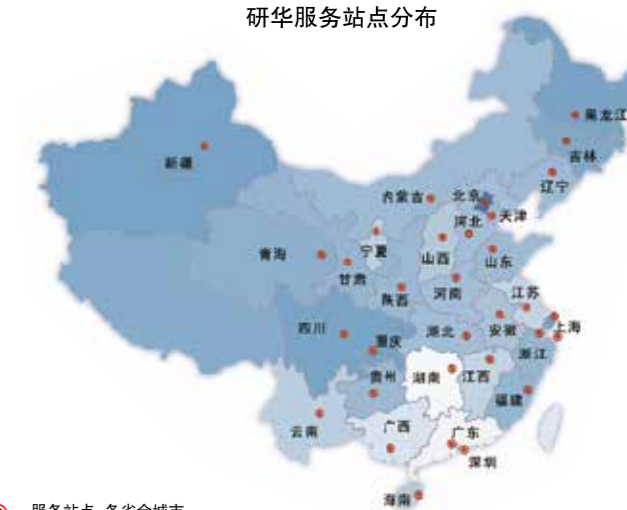 研华服务站点分布
黑龙江
吉林
新疆
辽宁
内蒙古
北京
天津
河北
宁夏
山西
青海
山东
甘肃
陕西
河南
江苏
四川
湖北
安徽
上海
重庆
浙江
贵州
湖南
江西
福建
云南
广西
广东
深圳
海南
服务站点
各省会城市